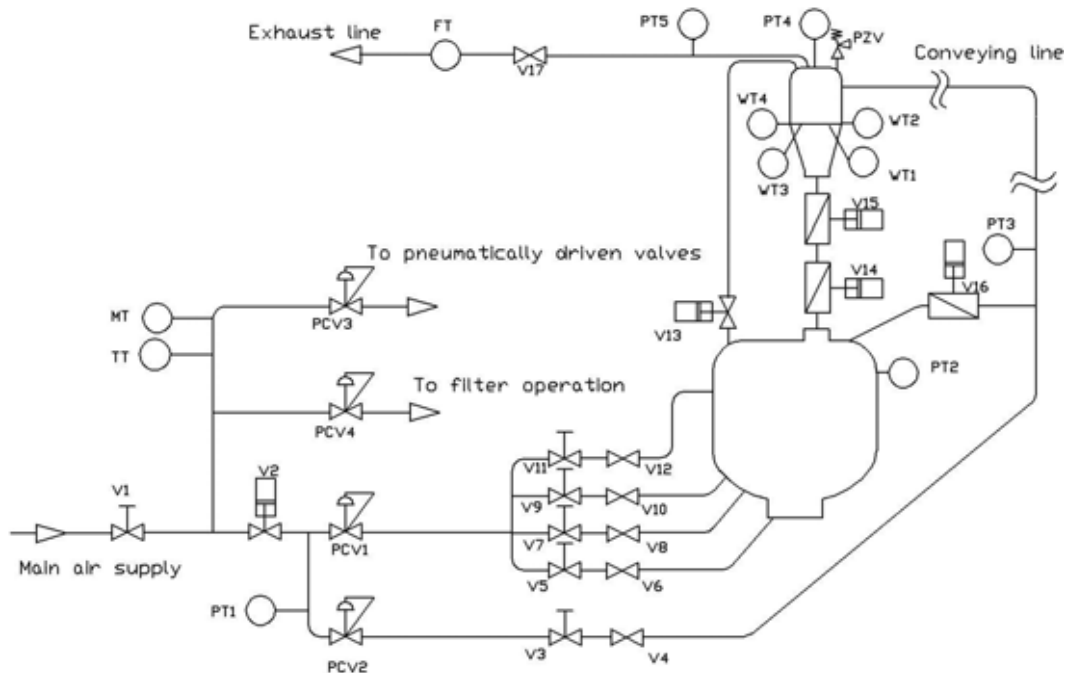 FT
PT5
PT4
PZV
Exhaust line
V17
Conveying line
WT4
WT2
WT3
WT1
V15
PT3
To pneumatically driven valves
V14
V16
MT
PCV3
V13
TT
PT2
To filter operation
PCV4
V11
V12
V2
V1
V9
V10
PCV1
V7
V8
Main air supply
V5
V6
PT1
PCV2
V3
V4